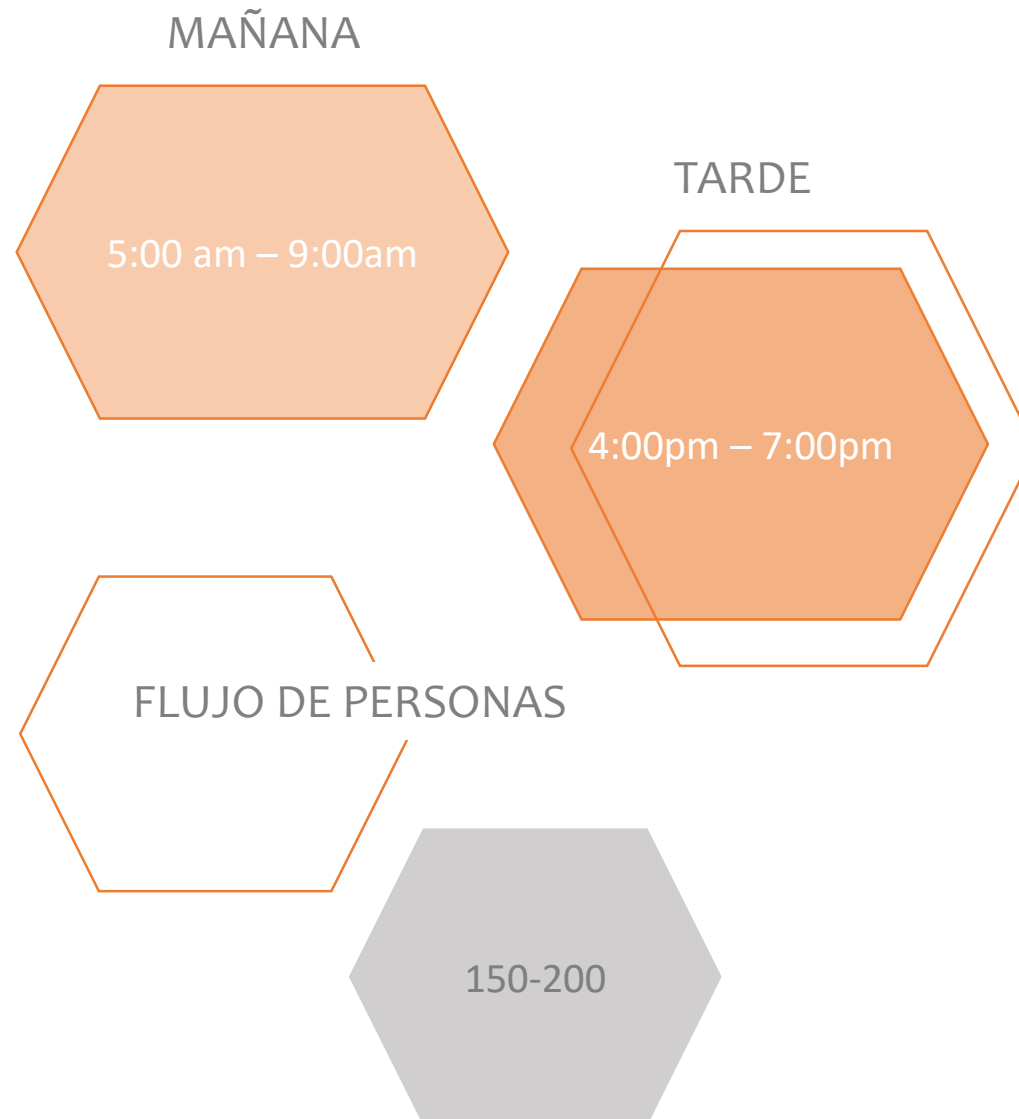 MAÑANA
5:00 am – 9:00am
TARDE
4:00pm – 7:00pm
FLUJO DE PERSONAS
150-200